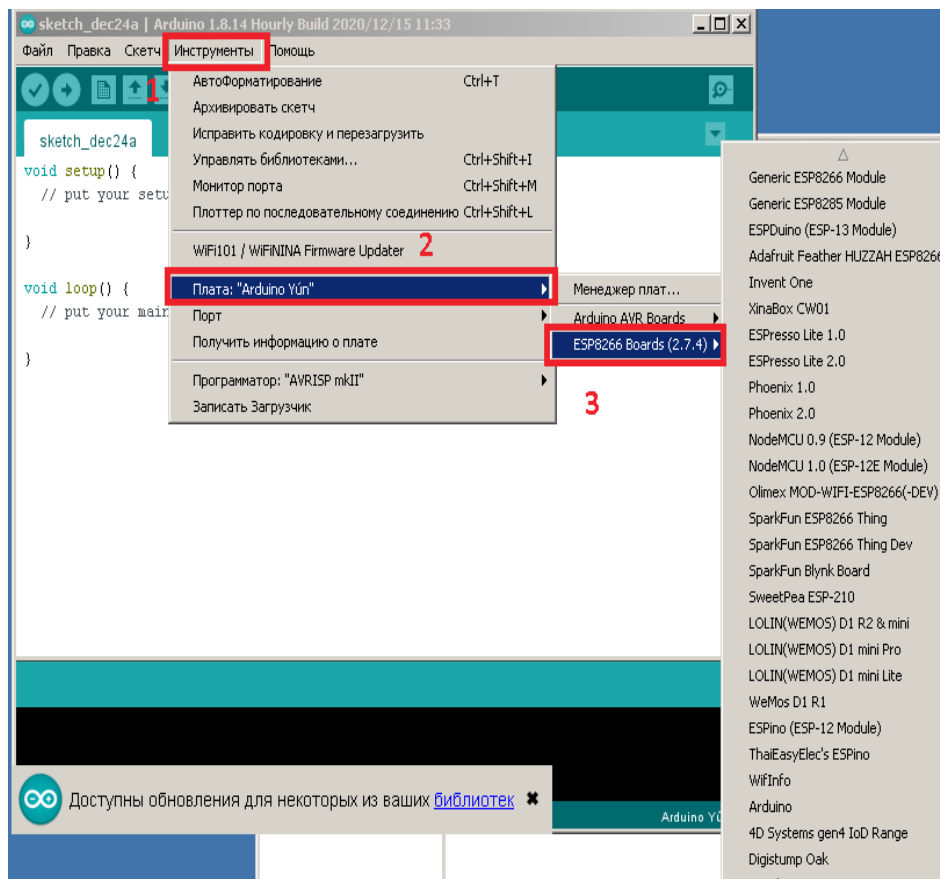 sketch_dec24a | Arduino 1.8.14 Hourly Build 2020/12/15 11:33
Файл Правка Скетч Инструменты Помощь
1
sketch_dec24a
void setup() {
// put your setu
}
void loop() {
// put your main
}
АвтоФорматирование Ctrl+T
Архивировать скетч
Исправить кодировку и перезагрузить
Управлять библиотеками... Ctrl+Shift+I
Монитор порта Ctrl+Shift+M
Плоттер по последовательному соединению Ctrl+Shift+L
WiFi101 / WiFiNINA Firmware Updater 2
Плата: "Arduino Yún"
Порт
Получить информацию о плате
Программатор: "AVRISP mkII"
Записать Загрузчик
Менеджер плат...
Arduino AVR Boards
ESP8266 Boards (2.7.4)
3
Generic ESP8266 Module
Generic ESP8285 Module
ESPDuino (ESP-13 Module)
Adafruit Feather HUZZAH ESP8266
Invent One
XinaBox CW01
ESPresso Lite 1.0
ESPresso Lite 2.0
Phoenix 1.0
Phoenix 2.0
NodeMCU 0.9 (ESP-12 Module)
NodeMCU 1.0 (ESP-12E Module)
Olimex MOD-WIFI-ESP8266(-DEV)
SparkFun ESP8266 Thing
SparkFun ESP8266 Thing Dev
SparkFun Blynk Board
SweetPea ESP-210
LOLIN(WEMOS) D1 R2 & mini
LOLIN(WEMOS) D1 mini Pro
LOLIN(WEMOS) D1 mini Lite
WeMos D1 R1
ESPino (ESP-12 Module)
ThaiEasyElec's ESPino
WifInfo
Arduino
4D Systems gen4 IoD Range
Digistump Oak
Доступны обновления для некоторых из ваших библиотек ✖
Arduino Yú